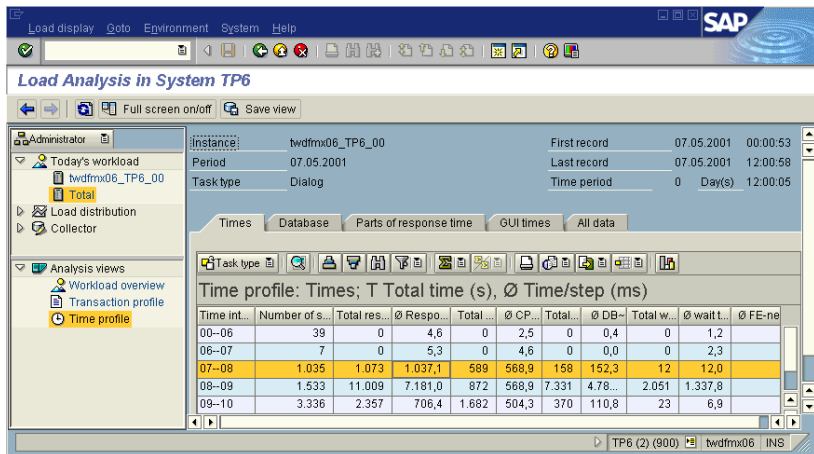 Load display Goto Environment System Help
SAP
Load Analysis in System TP6
Full screen on/off Save view
Administrator
Today's workload
twdfmx06_TP6_00
Total
Load distribution
Collector
Analysis views
Workload overview
Transaction profile
Time profile
Instance twdfmx06_TP6_00 First record 07.05.2001 00:00:53
Period 07.05.2001 Last record 07.05.2001 12:00:58
Task type Dialog Time period 0 Day(s) 12:00:05
Times Database Parts of response time GUI times All data
Task type
Time profile: Times; T Total time (s), Ø Time/step (ms)
Time int... Number of s... Total res... Ø Respo... Total ... Ø CP... Total... Ø DB~ Total w... Ø wait t... Ø FE-ne
00--06 39 0 4,6 0 2,5 0 0,4 0 1,2
06--07 7 0 5,3 0 4,6 0 0,0 0 2,3
07--08 1.035 1.073 1.037,1 589 568,9 158 152,3 12 12,0
08--09 1.533 11.009 7.181,0 872 568,9 7.331 4.78... 2.051 1.337,8
09--10 3.336 2.357 706,4 1.682 504,3 370 110,8 23 6,9
TP6 (2) (900) twdfmx06 INS